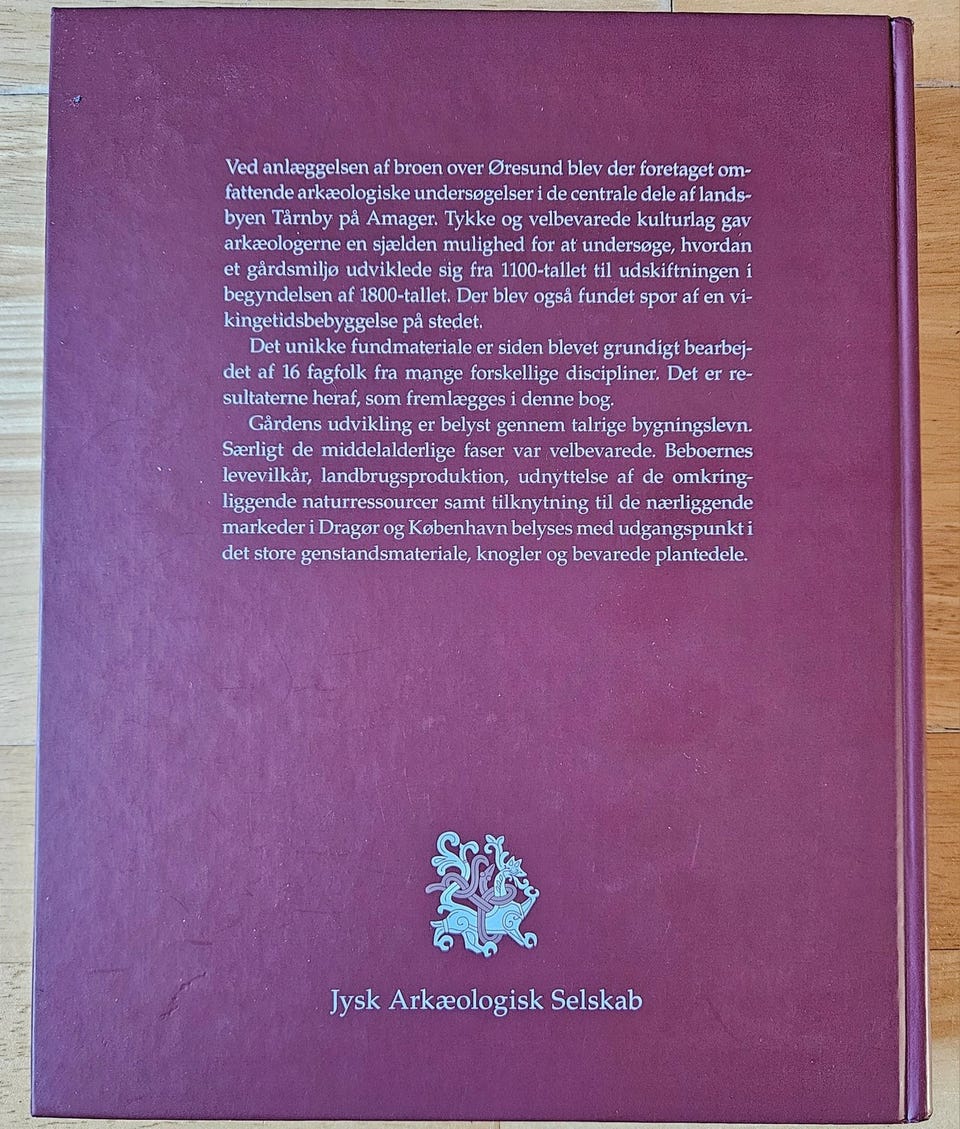 Ved anlæggelsen af broen over Øresund blev der foretaget om-
fattende arkæologiske undersøgelser i de centrale dele af lands-
byen Tårnby på Amager. Tykke og velbevarede kulturlag gav
arkæologerne en sjælden mulighed for at undersøge, hvordan
et gårdsmiljø udviklede sig fra 1100-tallet til udskiftningen i
begyndelsen af 1800-tallet. Der blev også fundet spor af en vi-
kingetidsbebyggelse på stedet.
Det unikke fundmateriale er siden blevet grundigt bearbej-
det af 16 fagfolk fra mange forskellige discipliner. Det er re-
sultaterne heraf, som fremlægges i denne bog.
Gårdens udvikling er belyst gennem talrige bygningslevn.
Særligt de middelalderlige faser var velbevarede. Beboernes
levevilkår, landbrugsproduktion, udnyttelse af de omkring-
liggende naturressourcer samt tilknytning til de nærliggende
markeder i Dragør og København belyses med udgangspunkt i
det store genstandsmateriale, knogler og bevarede plantedele.
Jysk Arkæologisk Selskab